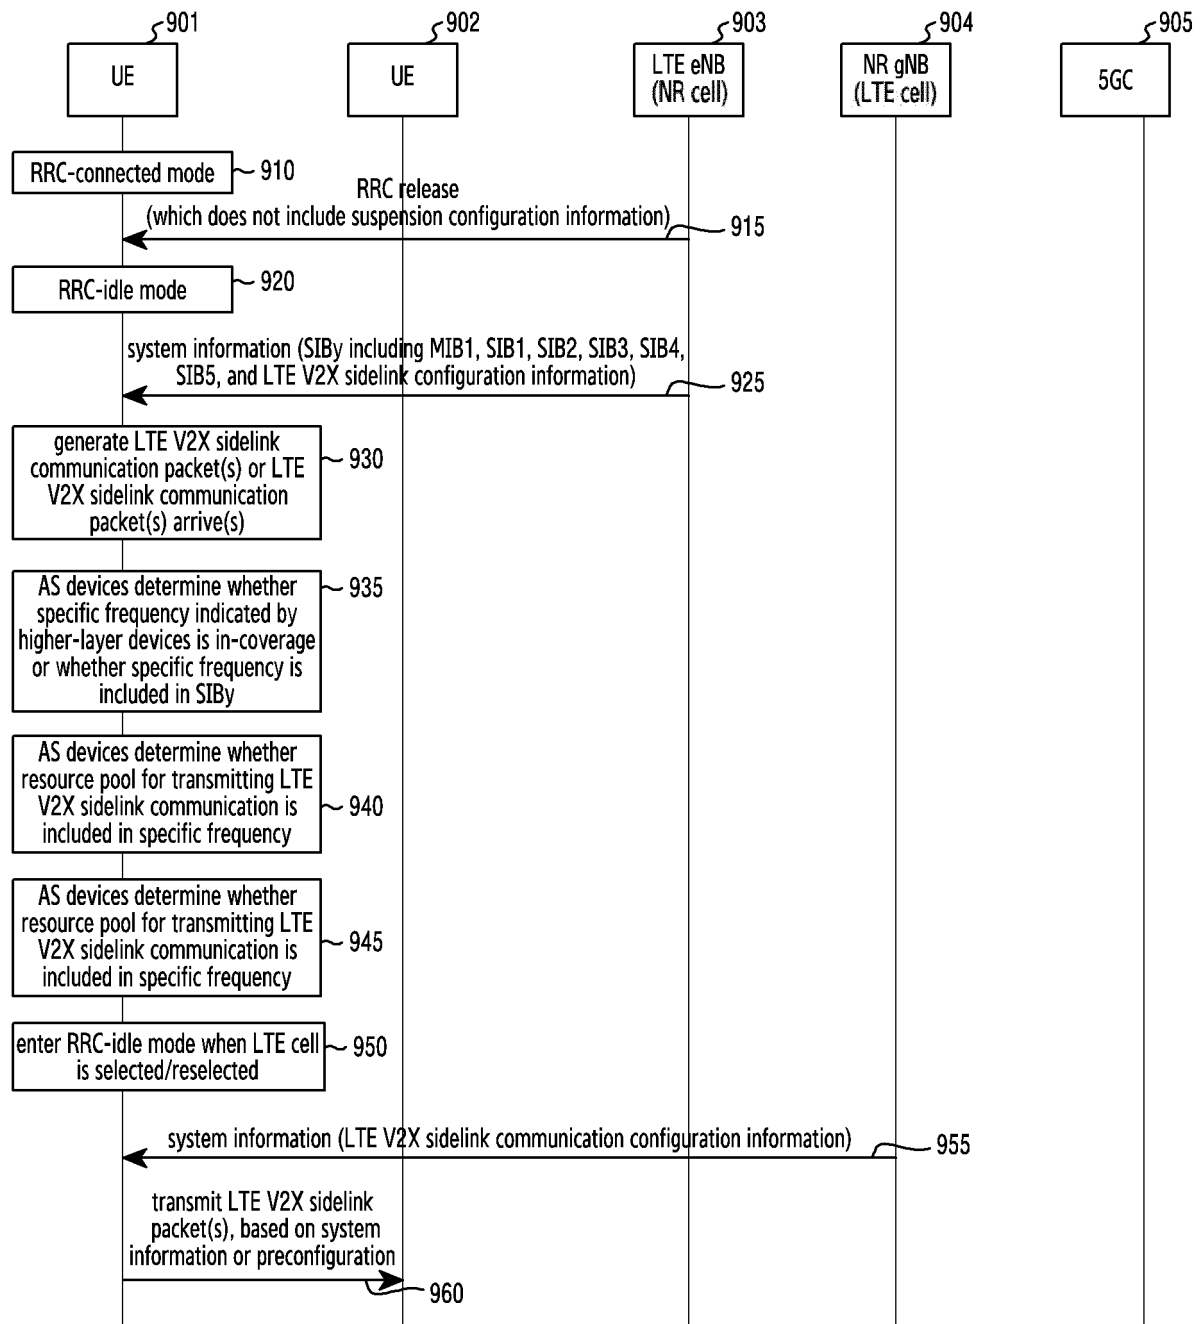 901
902
903
904
905
UE
UE
LTE eNB
(NR cell)
NR gNB
(LTE cell)
5GC
RRC-connected mode
910
RRC release
(which does not include suspension configuration information)
915
RRC-idle mode
920
system information (SIBy including MIB1, SIB1, SIB2, SIB3, SIB4,
SIB5, and LTE V2X sidelink configuration information)
925
generate LTE V2X sidelink
communication packet(s) or LTE
V2X sidelink communication
packet(s) arrive(s)
930
AS devices determine whether
specific frequency indicated by
higher-layer devices is in-coverage
or whether specific frequency is
included in SIBy
935
AS devices determine whether
resource pool for transmitting LTE
V2X sidelink communication is
included in specific frequency
940
AS devices determine whether
resource pool for transmitting LTE
V2X sidelink communication is
included in specific frequency
945
enter RRC-idle mode when LTE cell
is selected/reselected
950
system information (LTE V2X sidelink communication configuration information)
955
transmit LTE V2X sidelink
packet(s), based on system
information or preconfiguration
960